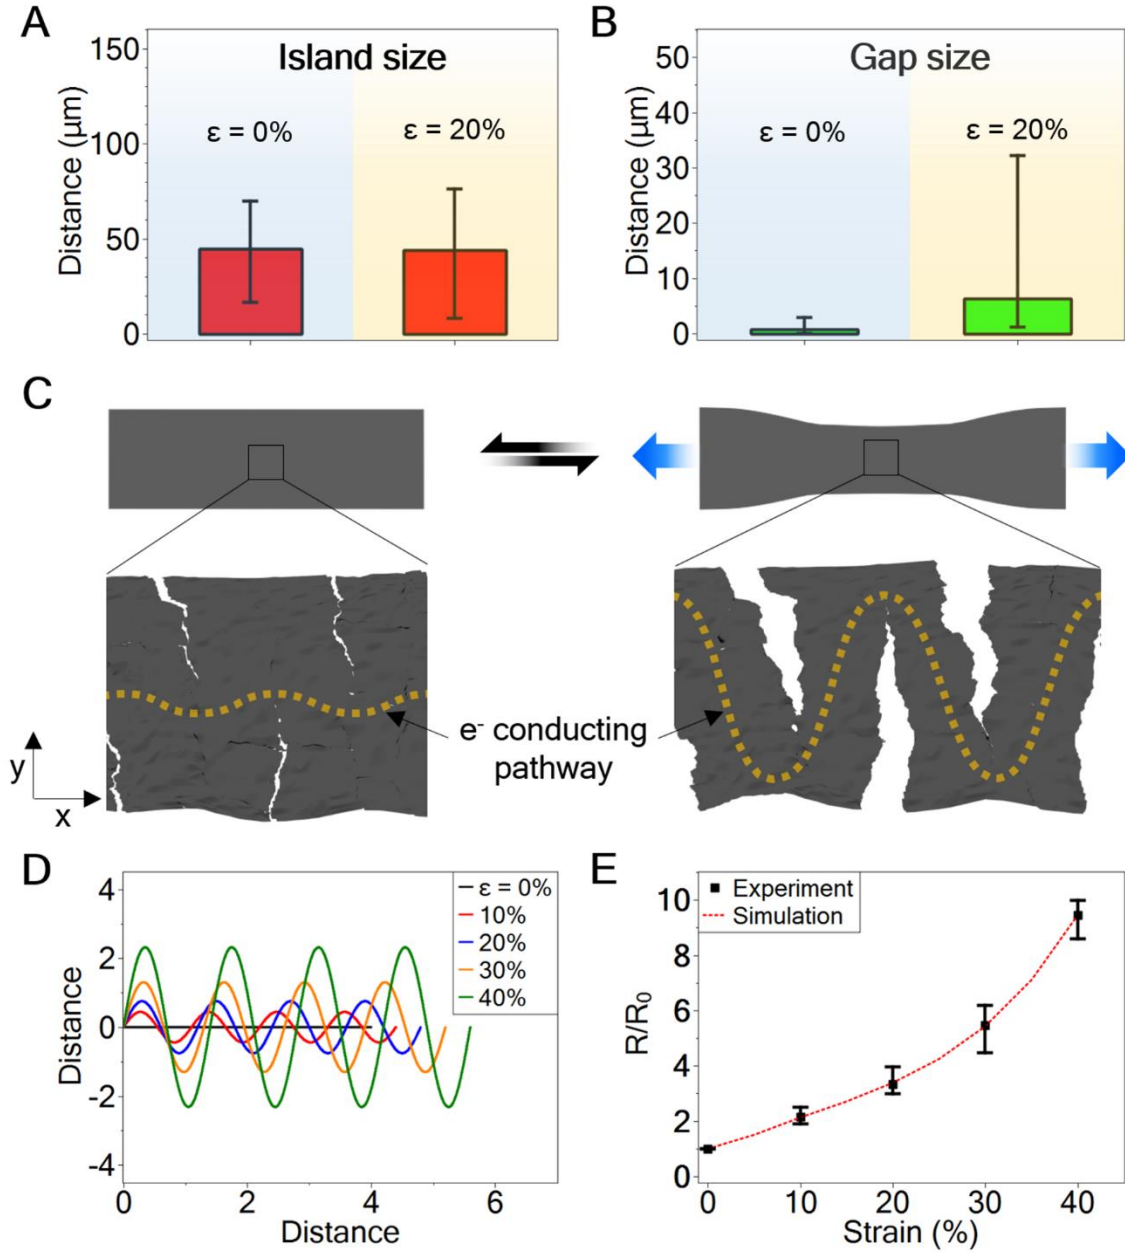 A
Island size
ε = 0%
ε = 20%
Distance (μm)
150
100
50
0
B
Gap size
ε = 0%
ε = 20%
Distance (μm)
50
40
30
20
10
0
C
e⁻ conducting
pathway
y
x
D
Distance
4
2
0
-2
-4
ε = 0%
10%
20%
30%
40%
0 2 4 6
Distance
E
R/R₀
10
8
6
4
2
0
Experiment
Simulation
0 10 20 30 40
Strain (%)